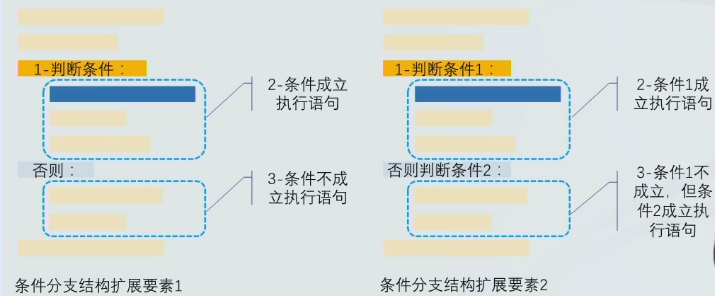 1-判断条件：
2-条件成立
执行语句
否则：
3-条件不成
立执行语句
条件分支结构扩展要素1
1-判断条件1：
2-条件1成
立执行语句
否则判断条件2：
3-条件1不
成立，但条
件2成立执
行语句
条件分支结构扩展要素2